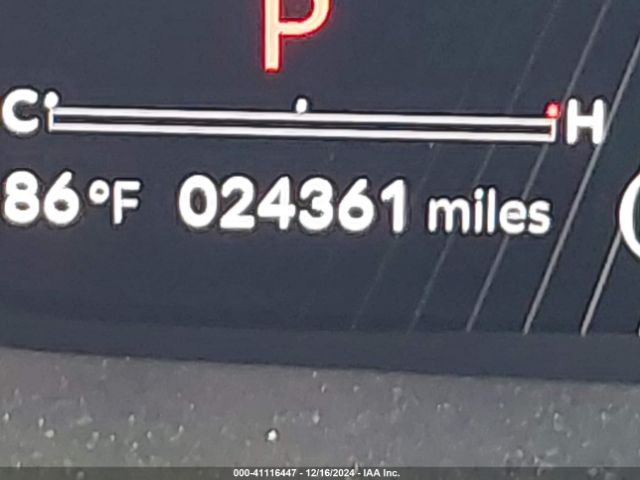 P
C H
86°F 024361 miles
000-41116447 - 12/16/2024 - IAA Inc.